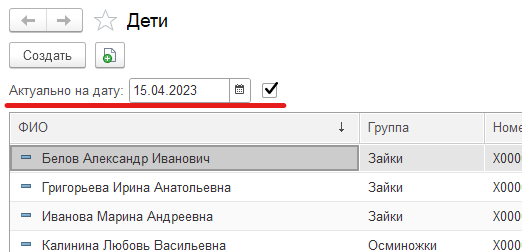 Дети
Создать
Актуально на дату: 15.04.2023
ФИО ↓ Группа Номе
Белов Александр Иванович Зайки X000
Григорьева Ирина Анатольевна Зайки X000
Иванова Марина Андреевна Зайки X000
Калинина Любовь Васильевна Осминожки X000